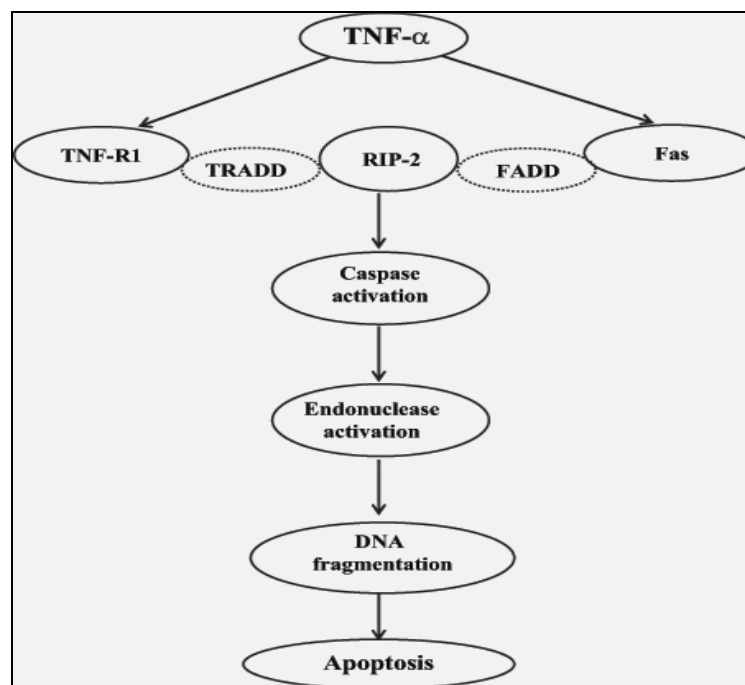 TNF-α
TNF-R1
TRADD
RIP-2
FADD
Fas
Caspase
activation
Endonuclease
activation
DNA
fragmentation
Apoptosis